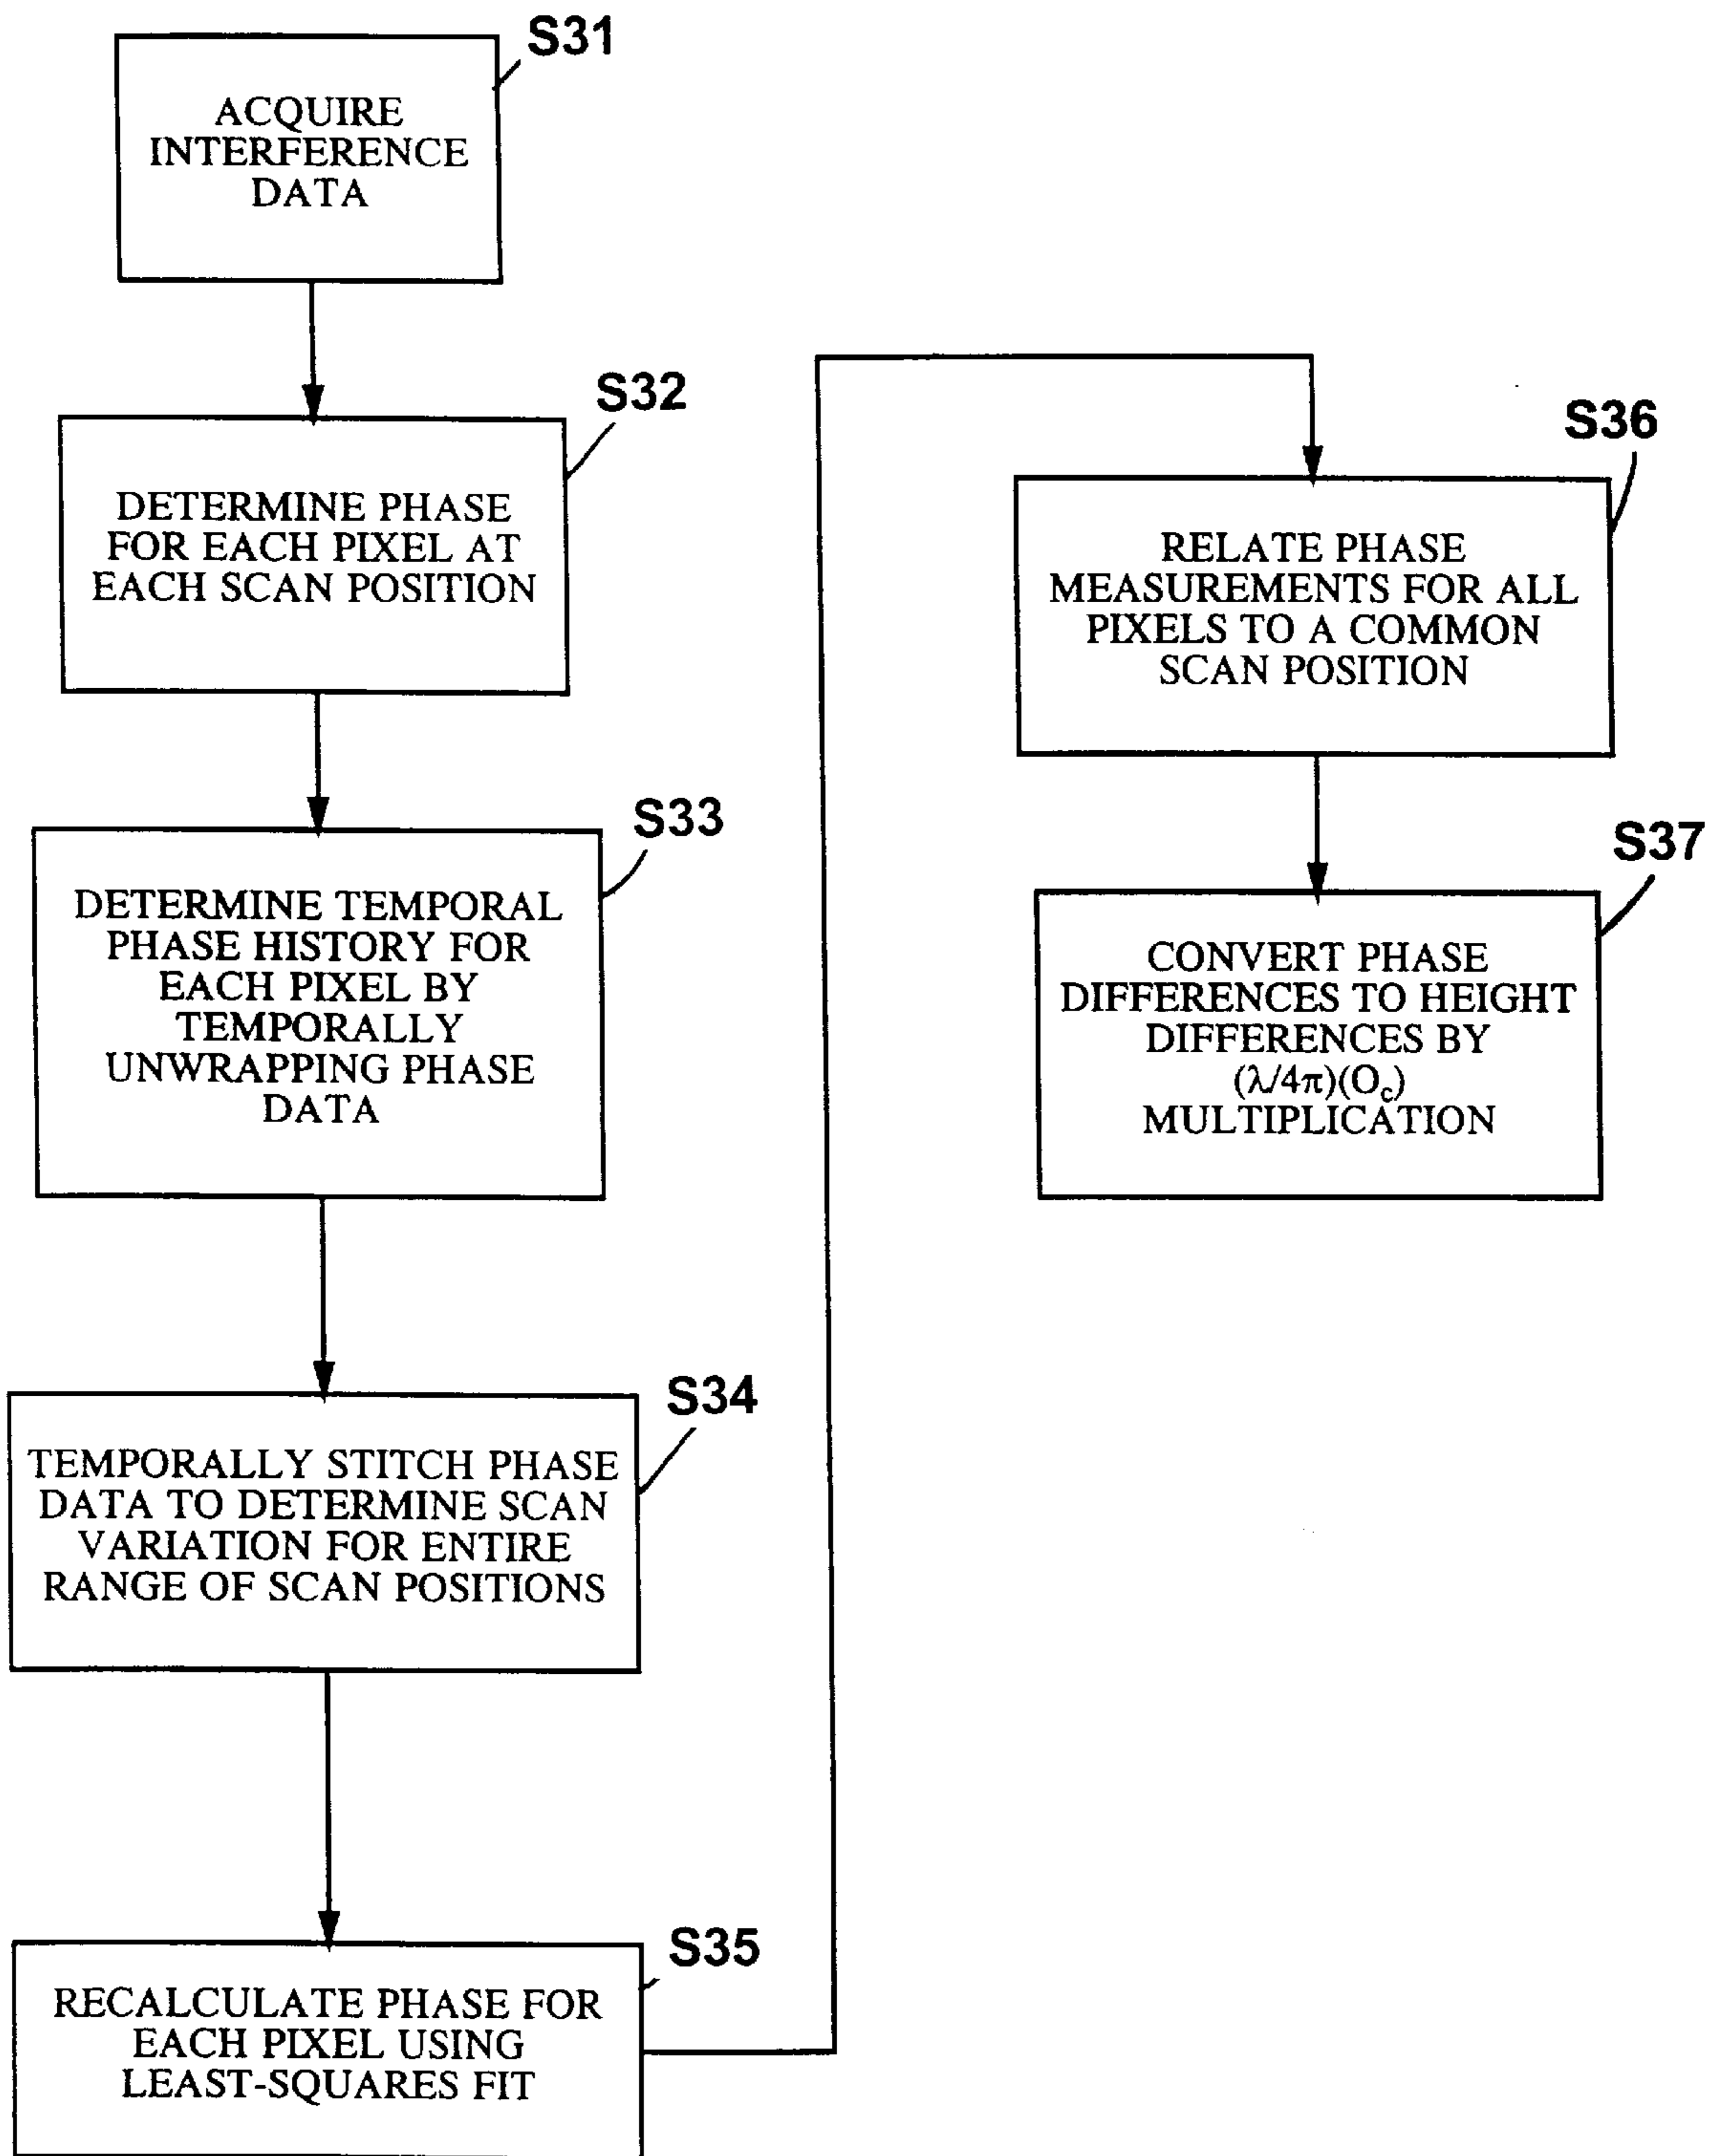 S31
ACQUIRE
INTERFERENCE
DATA
S32
DETERMINE PHASE
FOR EACH PIXEL AT
EACH SCAN POSITION
S33
DETERMINE TEMPORAL
PHASE HISTORY FOR
EACH PIXEL BY
TEMPORALLY
UNWRAPPING PHASE
DATA
S34
TEMPORALLY STITCH PHASE
DATA TO DETERMINE SCAN
VARIATION FOR ENTIRE
RANGE OF SCAN POSITIONS
S35
RECALCULATE PHASE FOR
EACH PIXEL USING
LEAST-SQUARES FIT
S36
RELATE PHASE
MEASUREMENTS FOR ALL
PIXELS TO A COMMON
SCAN POSITION
S37
CONVERT PHASE
DIFFERENCES TO HEIGHT
DIFFERENCES BY
(λ/4π)(O_c)
MULTIPLICATION